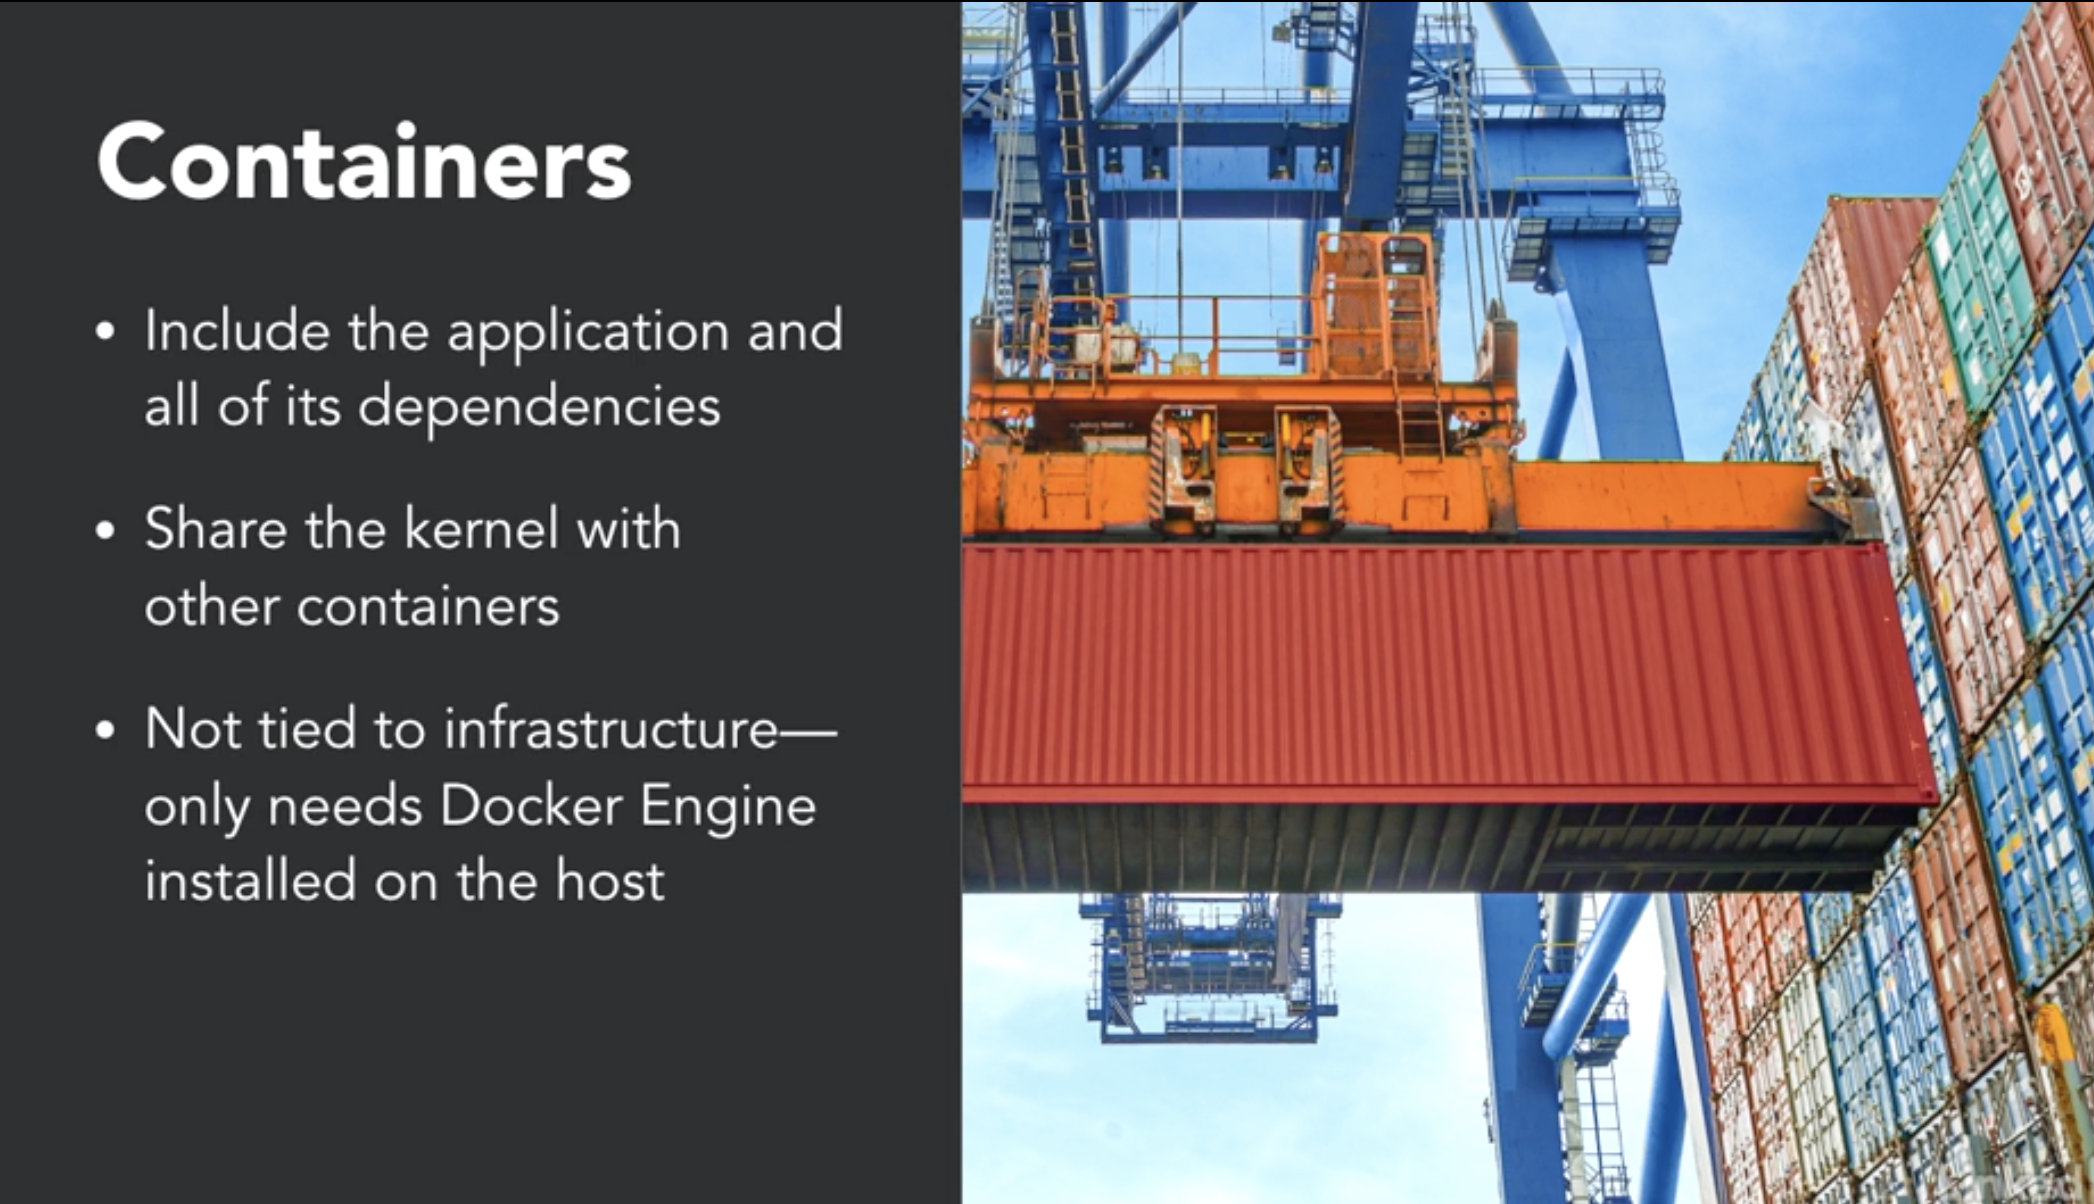 Containers
• Include the application and
all of its dependencies
• Share the kernel with
other containers
• Not tied to infrastructure—
only needs Docker Engine
installed on the host